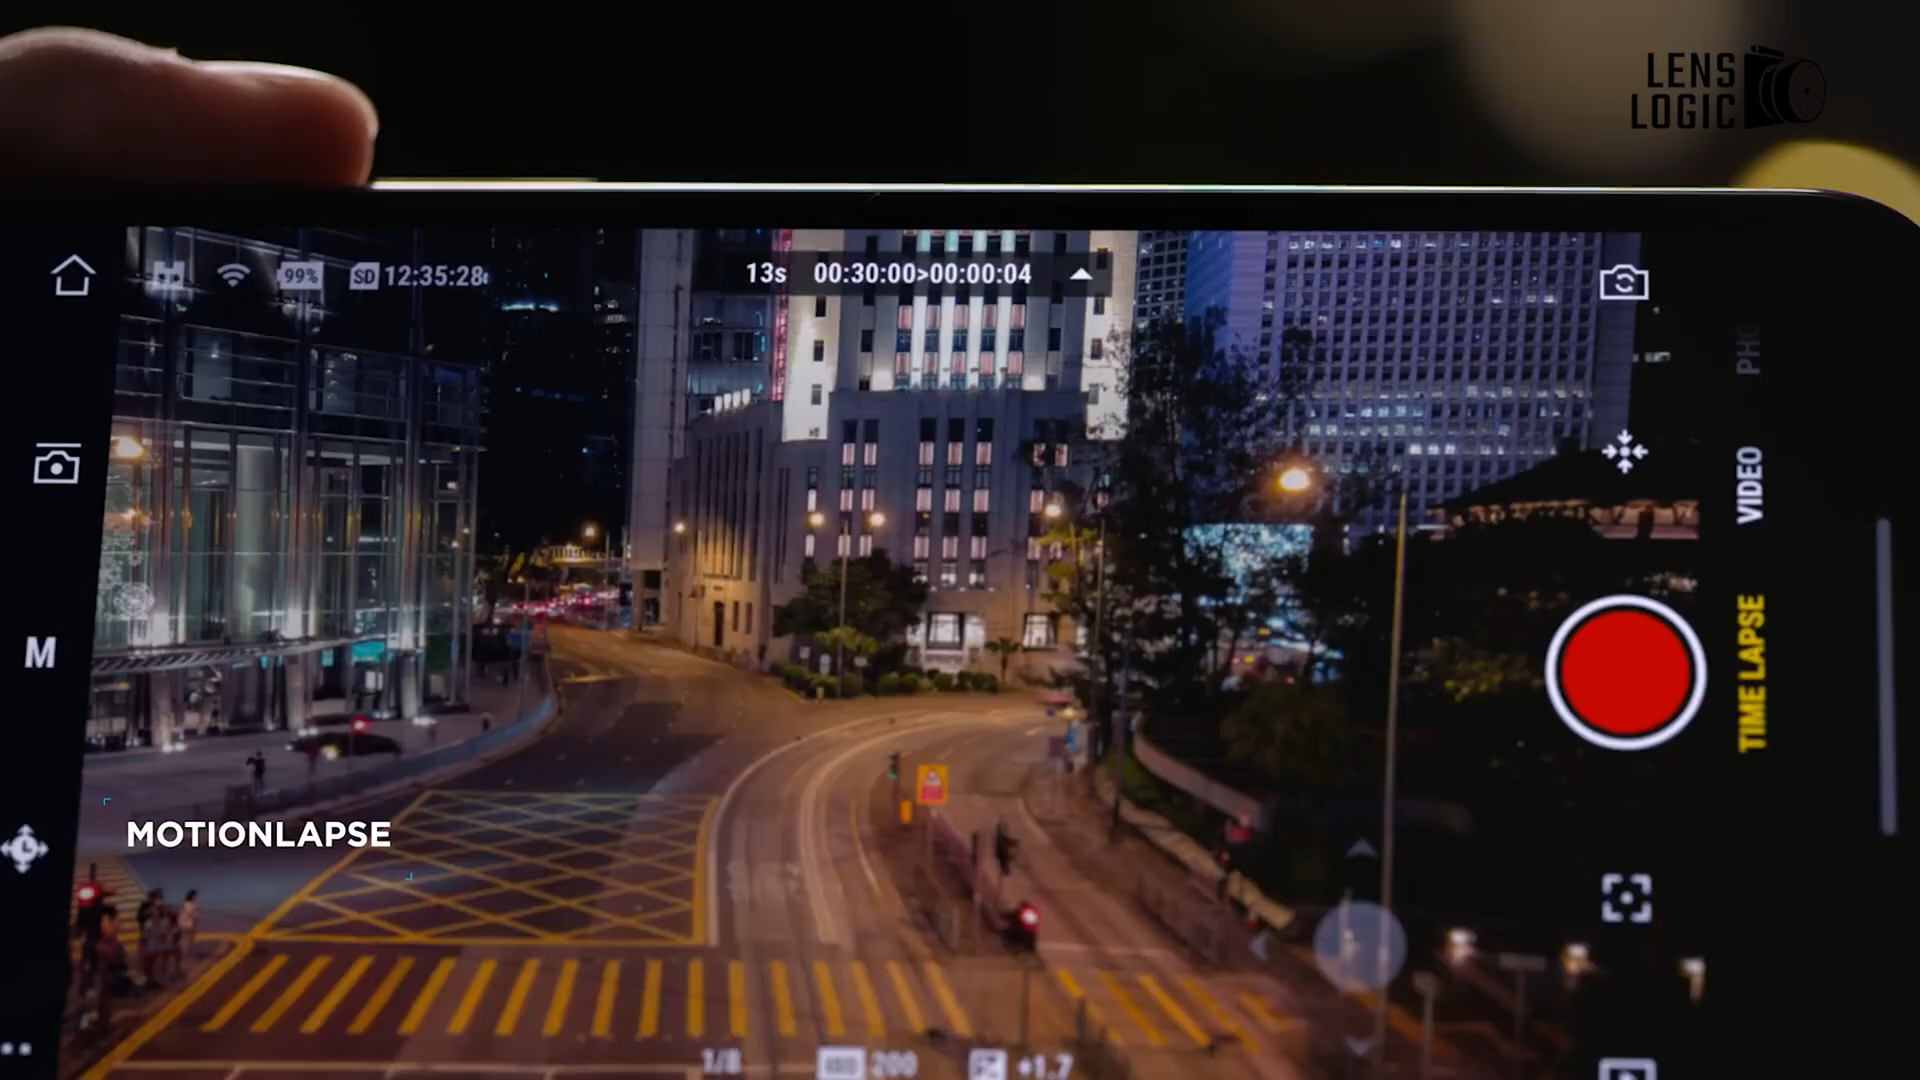 LENS
LOGIC
99% SD 12:35:28
13s 00:30:00>00:00:04
PHO
VIDEO
TIME LAPSE
M
MOTIONLAPSE
1/8 200 +1.7